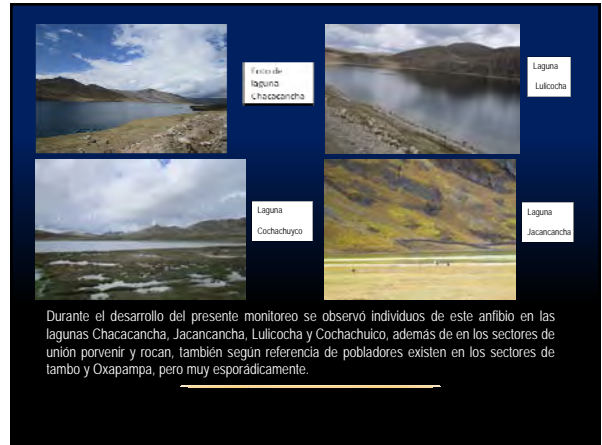 Foto de
laguna
Chacacancha
Laguna
Lulicocha
Laguna
Cochachuyco
Laguna
Jacancancha
Durante el desarrollo del presente monitoreo se observó individuos de este anfibio en las
lagunas Chacacancha, Jacancancha, Lulicocha y Cochachuico, además de en los sectores de
unión porvenir y rocan, también según referencia de pobladores existen en los sectores de
tambo y Oxapampa, pero muy esporádicamente.